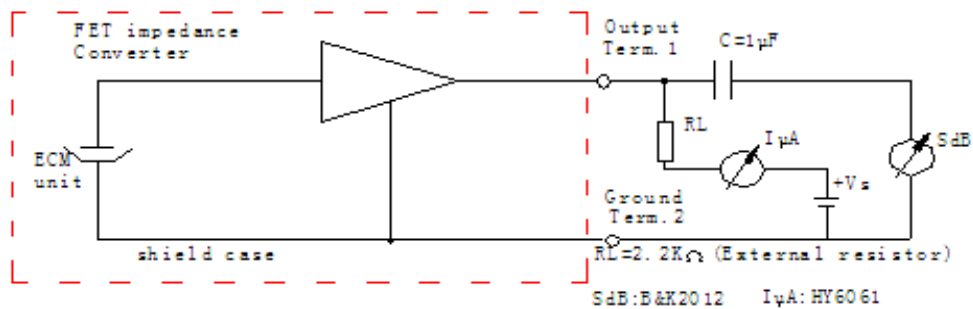 FET impedance
Converter
Output
Term.1
C=1μF
RL
IμA
SdB
ECM
unit
+Vs
Ground
Term.2
shield case
RL=2.2KΩ (External resistor)
SdB:B&K2012 IμA:HY6061